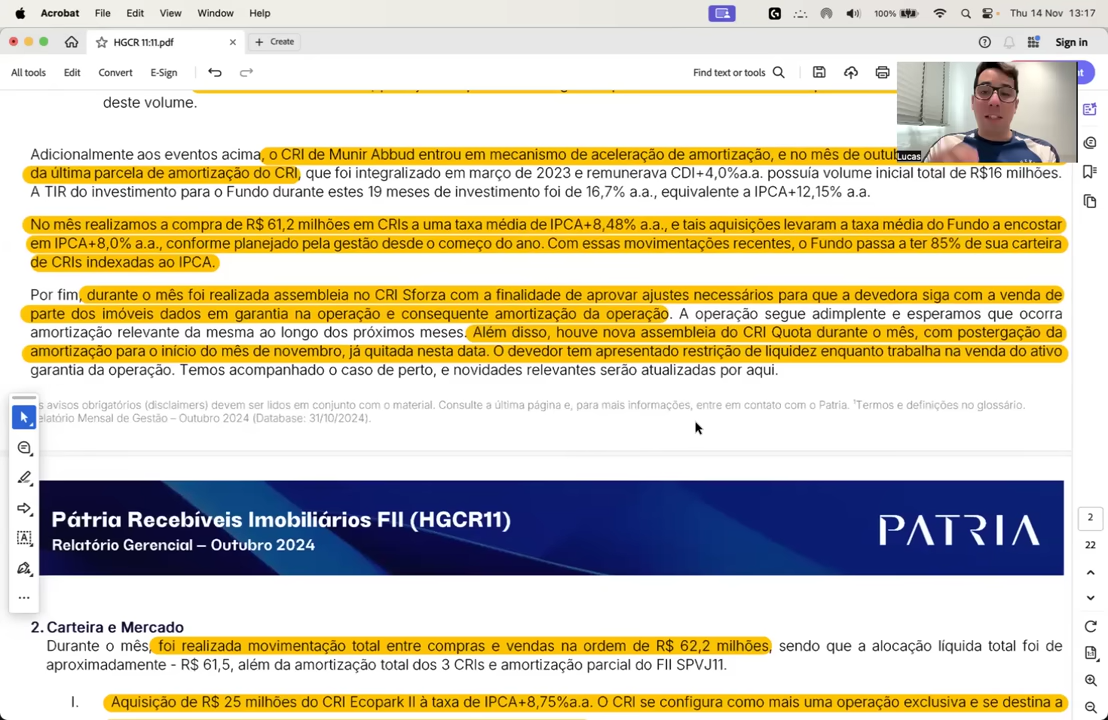 Acrobat File Edit View Window Help 100% Thu 14 Nov 13:17
HGCR 11:11.pdf Create Sign in
All tools Edit Convert E-Sign Find text or tools
deste volume.
Adicionalmente aos eventos acima, o CRI de Munir Abbud entrou em mecanismo de aceleração de amortização, e no mês de
da última parcela de amortização do CRI, que foi integralizado em março de 2023 e remunerava CDI+4,0%a.a. possuía volume inicial total de R$16 milhões.
A TIR do investimento para o Fundo durante estes 19 meses de investimento foi de 16,7% a.a., equivalente a IPCA+12,15% a.a.
No mês realizamos a compra de R$ 61,2 milhões em CRIs a uma taxa média de IPCA+8,48% a.a., e tais aquisições levaram a taxa média do Fundo a encostar
em IPCA+8,0% a.a., conforme planejado pela gestão desde o começo do ano. Com essas movimentações recentes, o Fundo passa a ter 85% de sua carteira
de CRIs indexadas ao IPCA.
Por fim, durante o mês foi realizada assembleia no CRI Sforza com a finalidade de aprovar ajustes necessários para que a devedora siga com a venda de
parte dos imóveis dados em garantia na operação e consequente amortização da operação. A operação segue adimplente e esperamos que ocorra
amortização relevante da mesma ao longo dos próximos meses. Além disso, houve nova assembleia do CRI Quota durante o mês, com postergação da
amortização para o início do mês de novembro, já quitada nesta data. O devedor tem apresentado restrição de liquidez enquanto trabalha na venda do ativo
garantia da operação. Temos acompanhado o caso de perto, e novidades relevantes serão atualizadas por aqui.
avisos obrigatórios (disclaimers) devem ser lidos em conjunto com o material. Consulte a última página e, para mais informações, entre em contato com o Patria. ¹Termos e definições no glossário.
Mensal de Gestão – Outubro 2024 (Database: 31/10/2024).
Pátria Recebíveis Imobiliários FII (HGCR11)
Relatório Gerencial – Outubro 2024
PATRIA
2. Carteira e Mercado
Durante o mês, foi realizada movimentação total entre compras e vendas na ordem de R$ 62,2 milhões, sendo que a alocação líquida total foi de
aproximadamente - R$ 61,5, além da amortização total dos 3 CRIs e amortização parcial do FII SPVJ11.
I. Aquisição de R$ 25 milhões do CRI Ecopark II à taxa de IPCA+8,75%a.a. O CRI se configura como mais uma operação exclusiva e se destina a
Lucas
2
22